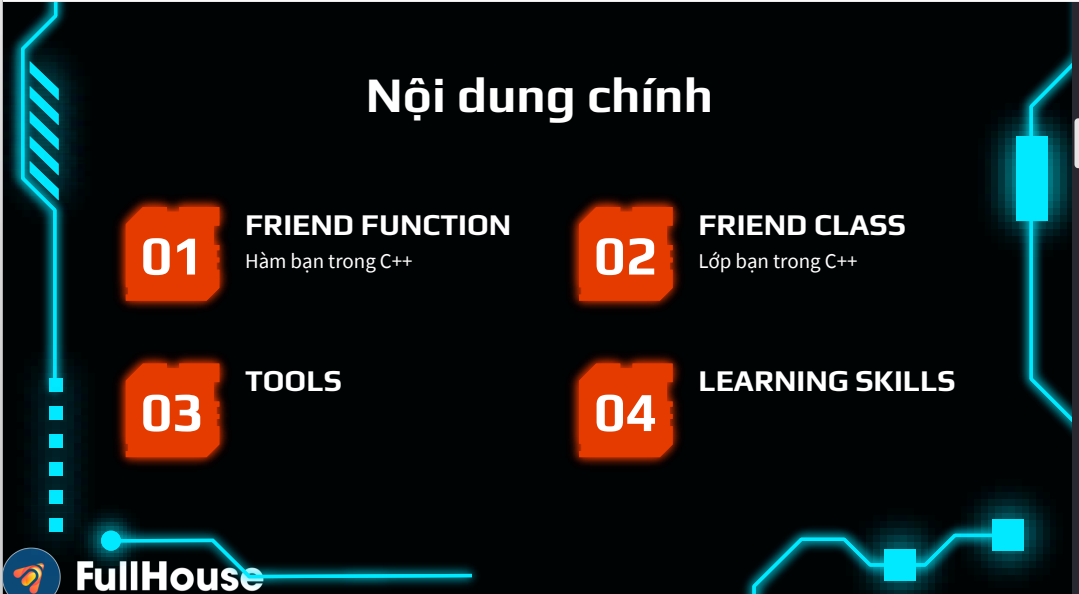 Nội dung chính
01
FRIEND FUNCTION
Hàm bạn trong C++
02
FRIEND CLASS
Lớp bạn trong C++
03
TOOLS
04
LEARNING SKILLS
FullHouse